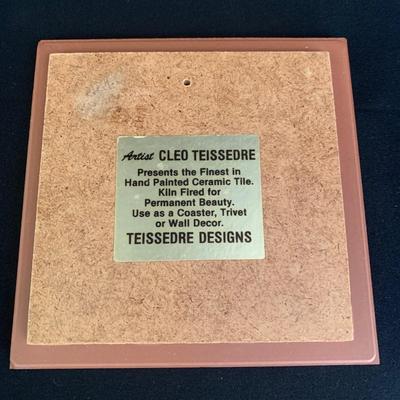 Artist CLEO TEISSEDRE
Presents the Finest in
Hand Painted Ceramic Tile.
Kiln Fired for
Permanent Beauty.
Use as a Coaster, Trivet
or Wall Decor.
TEISSEDRE DESIGNS